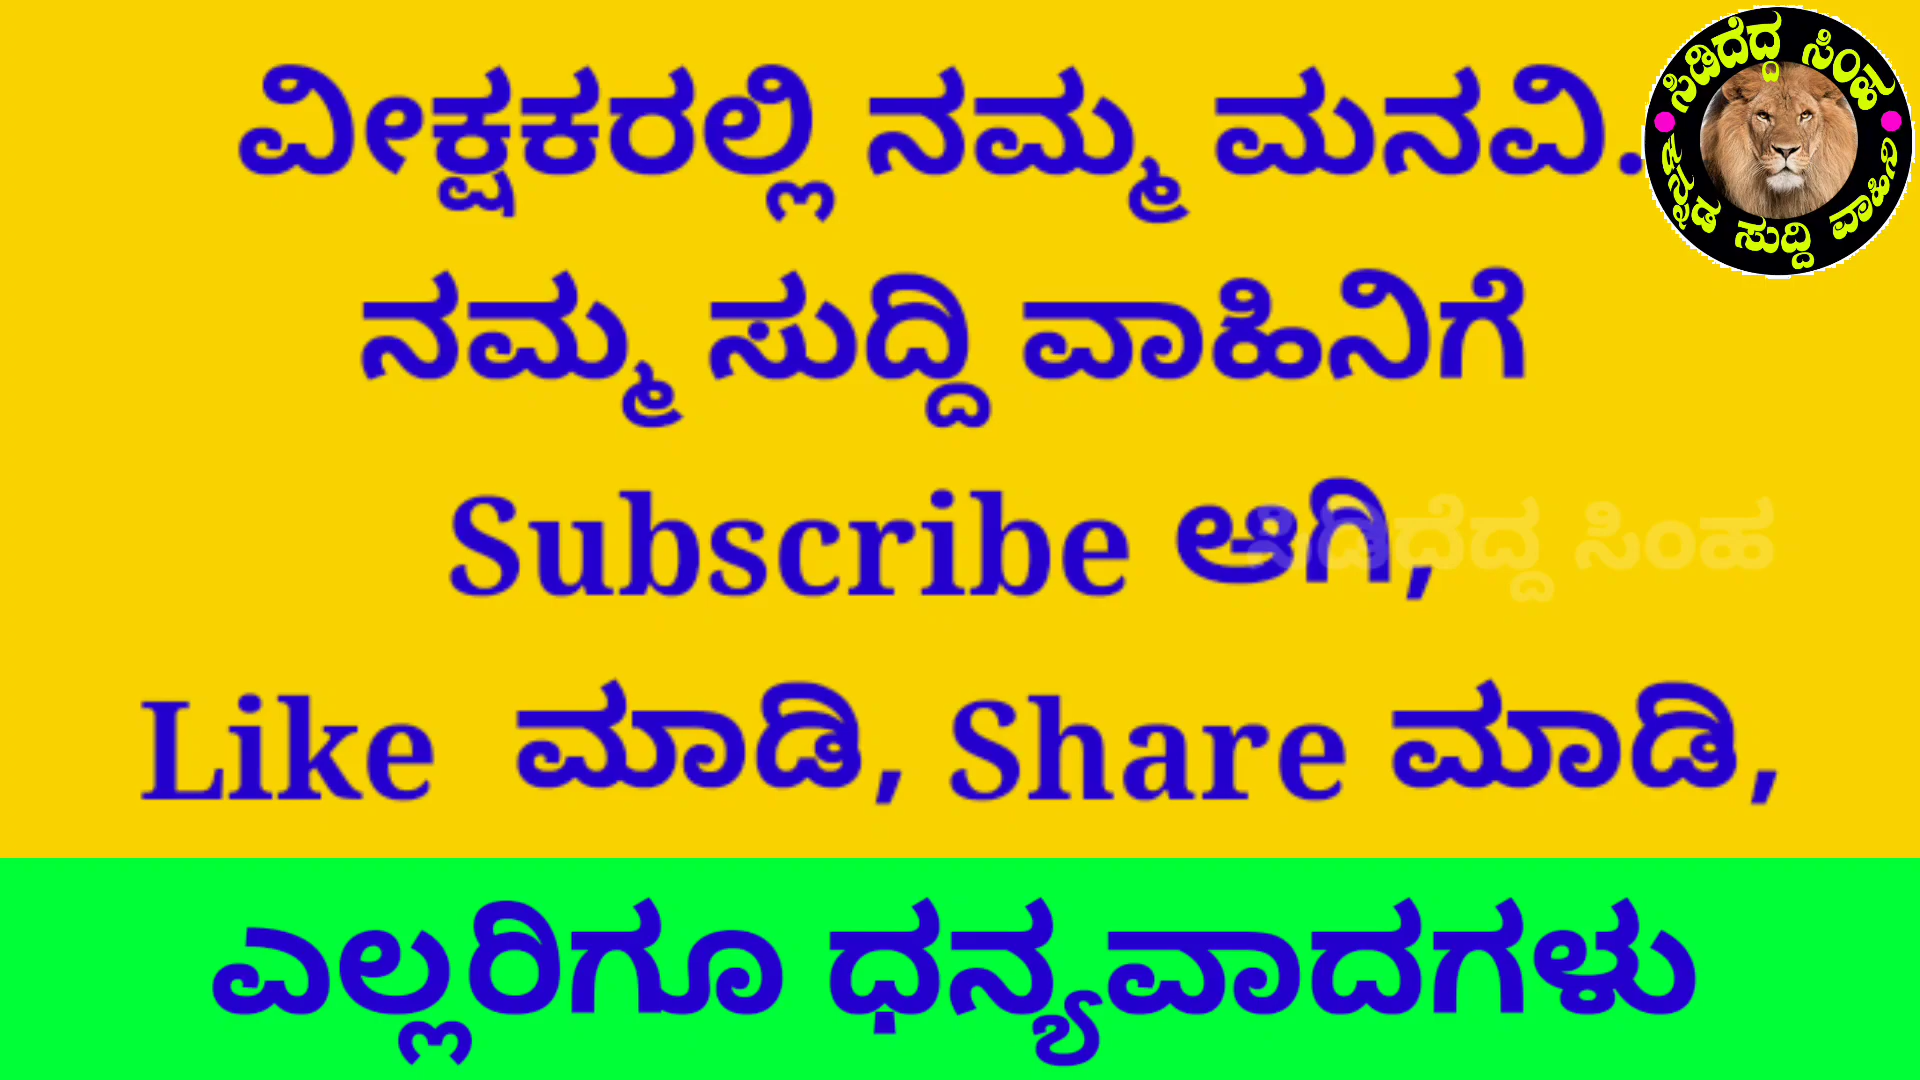 ವೀಕ್ಷಕರಲ್ಲಿ ನಮ್ಮ ಮನವಿ.
ನಮ್ಮ ಸುದ್ದಿ ವಾಹಿನಿಗೆ
Subscribe ಆಗಿ,
Like ಮಾಡಿ, Share ಮಾಡಿ,
ಎಲ್ಲರಿಗೂ ಧನ್ಯವಾದಗಳು
ಸಿಡಿದೆದ್ದ ಸಿಂಹ
ಕನ್ನಡ ಸುದ್ದಿ ವಾಹಿನಿ
ಸಿಡಿದೆದ್ದ ಸಿಂಹ